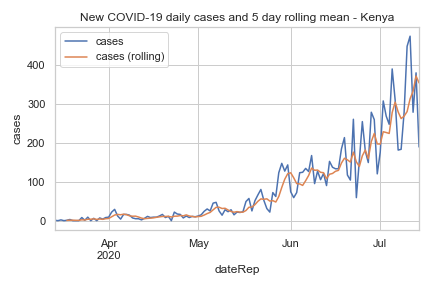 New COVID-19 daily cases and 5 day rolling mean - Kenya
cases
cases (rolling)
400
300
200
100
0
cases
Apr
2020
May
Jun
Jul
dateRep